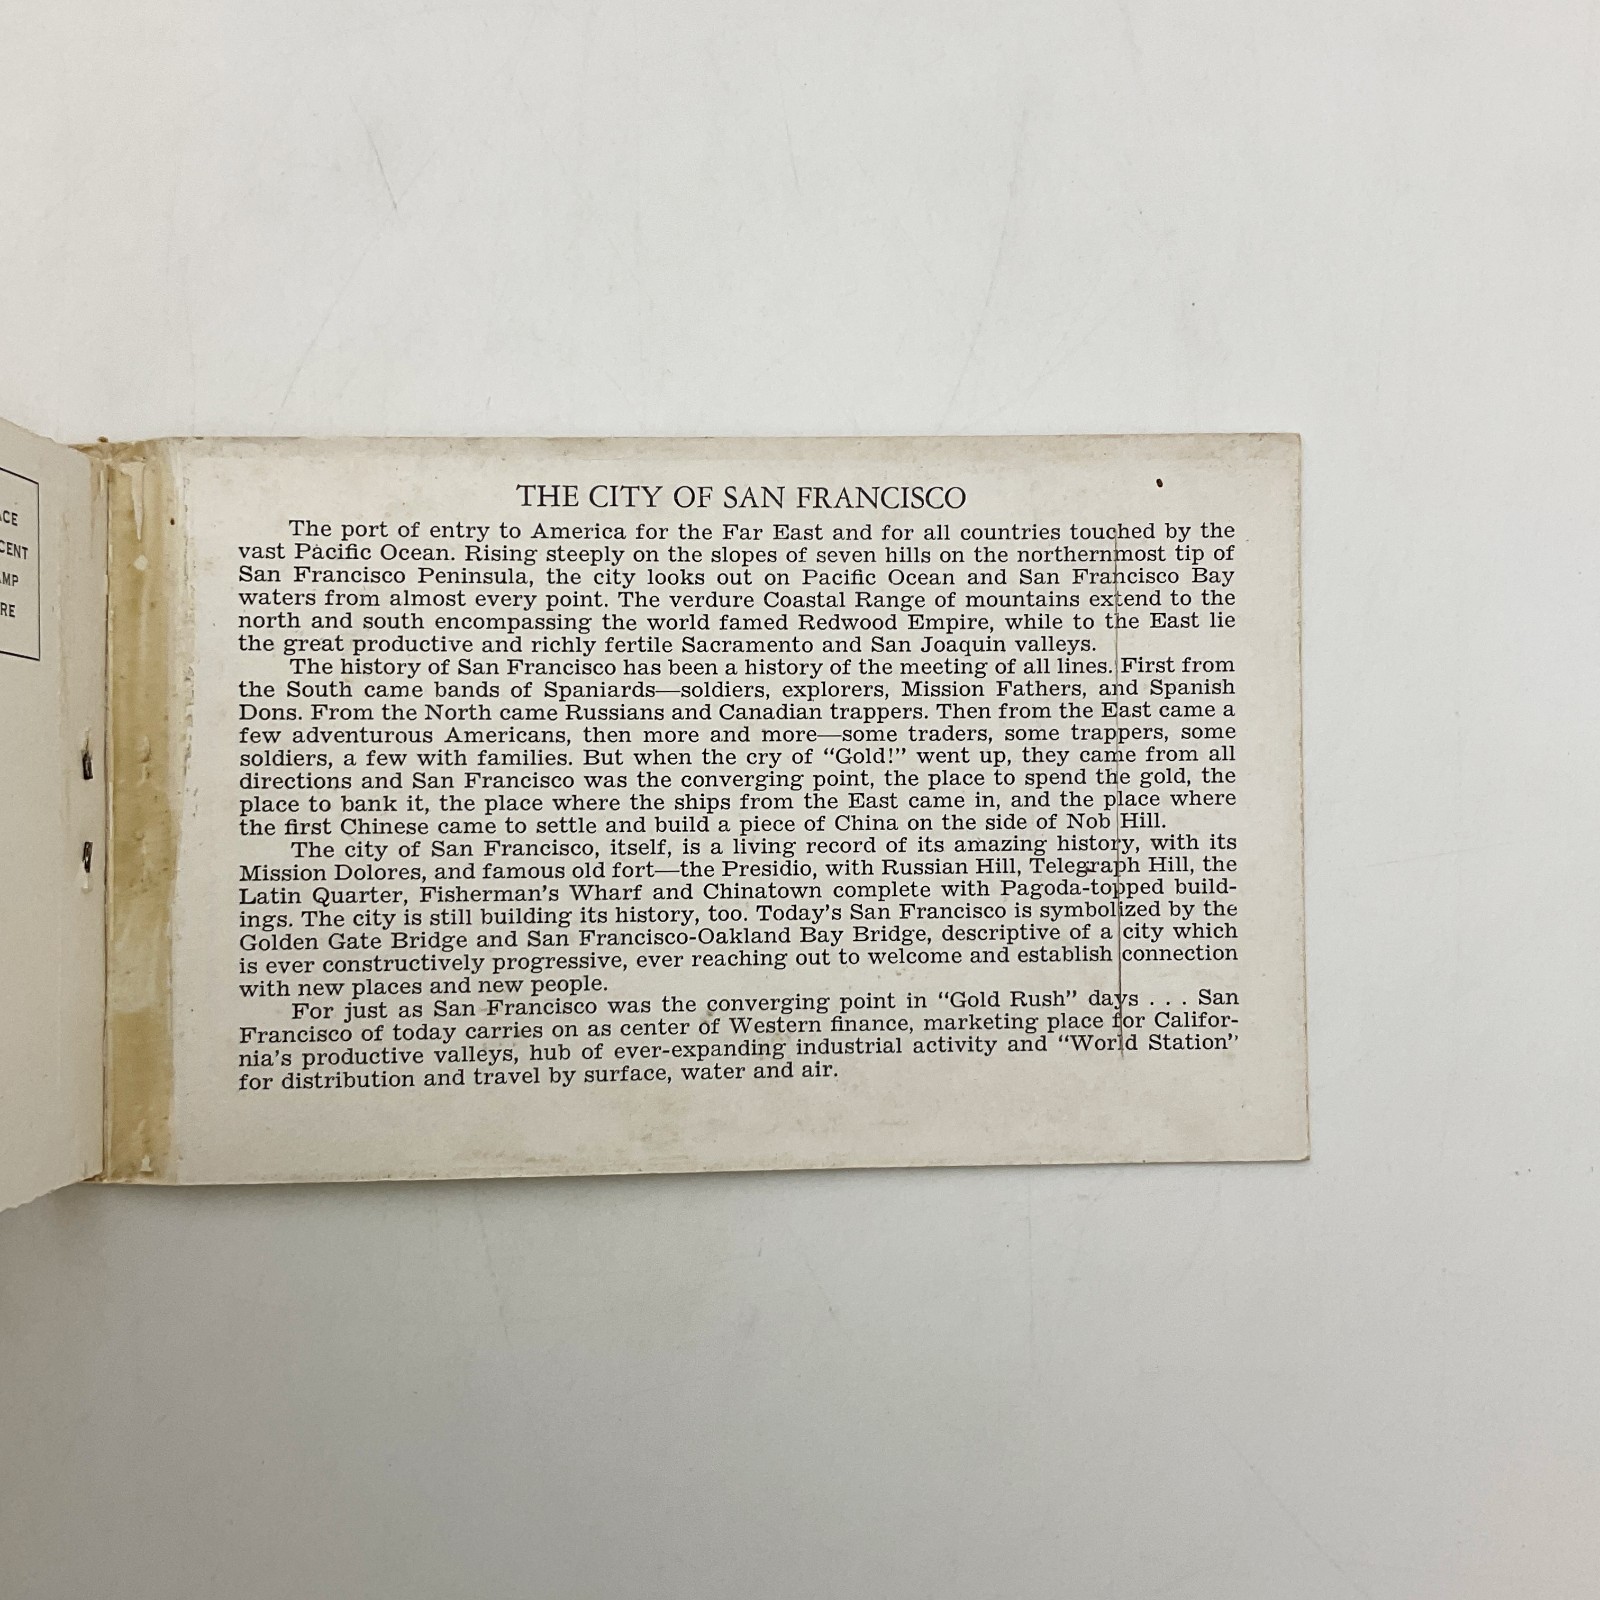 ACE
CENT
AMP
RE
THE CITY OF SAN FRANCISCO
The port of entry to America for the Far East and for all countries touched by the
vast Pacific Ocean. Rising steeply on the slopes of seven hills on the northernmost tip of
San Francisco Peninsula, the city looks out on Pacific Ocean and San Francisco Bay
waters from almost every point. The verdure Coastal Range of mountains extend to the
north and south encompassing the world famed Redwood Empire, while to the East lie
the great productive and richly fertile Sacramento and San Joaquin valleys.
The history of San Francisco has been a history of the meeting of all lines. First from
the South came bands of Spaniards—soldiers, explorers, Mission Fathers, and Spanish
Dons. From the North came Russians and Canadian trappers. Then from the East came a
few adventurous Americans, then more and more—some traders, some trappers, some
soldiers, a few with families. But when the cry of “Gold!” went up, they came from all
directions and San Francisco was the converging point, the place to spend the gold, the
place to bank it, the place where the ships from the East came in, and the place where
the first Chinese came to settle and build a piece of China on the side of Nob Hill.
The city of San Francisco, itself, is a living record of its amazing history, with its
Mission Dolores, and famous old fort—the Presidio, with Russian Hill, Telegraph Hill, the
Latin Quarter, Fisherman's Wharf and Chinatown complete with Pagoda-topped build-
ings. The city is still building its history, too. Today's San Francisco is symbolized by the
Golden Gate Bridge and San Francisco-Oakland Bay Bridge, descriptive of a city which
is ever constructively progressive, ever reaching out to welcome and establish connection
with new places and new people.
For just as San Francisco was the converging point in “Gold Rush” days . . . San
Francisco of today carries on as center of Western finance, marketing place for Califor-
nia's productive valleys, hub of ever-expanding industrial activity and “World Station”
for distribution and travel by surface, water and air.